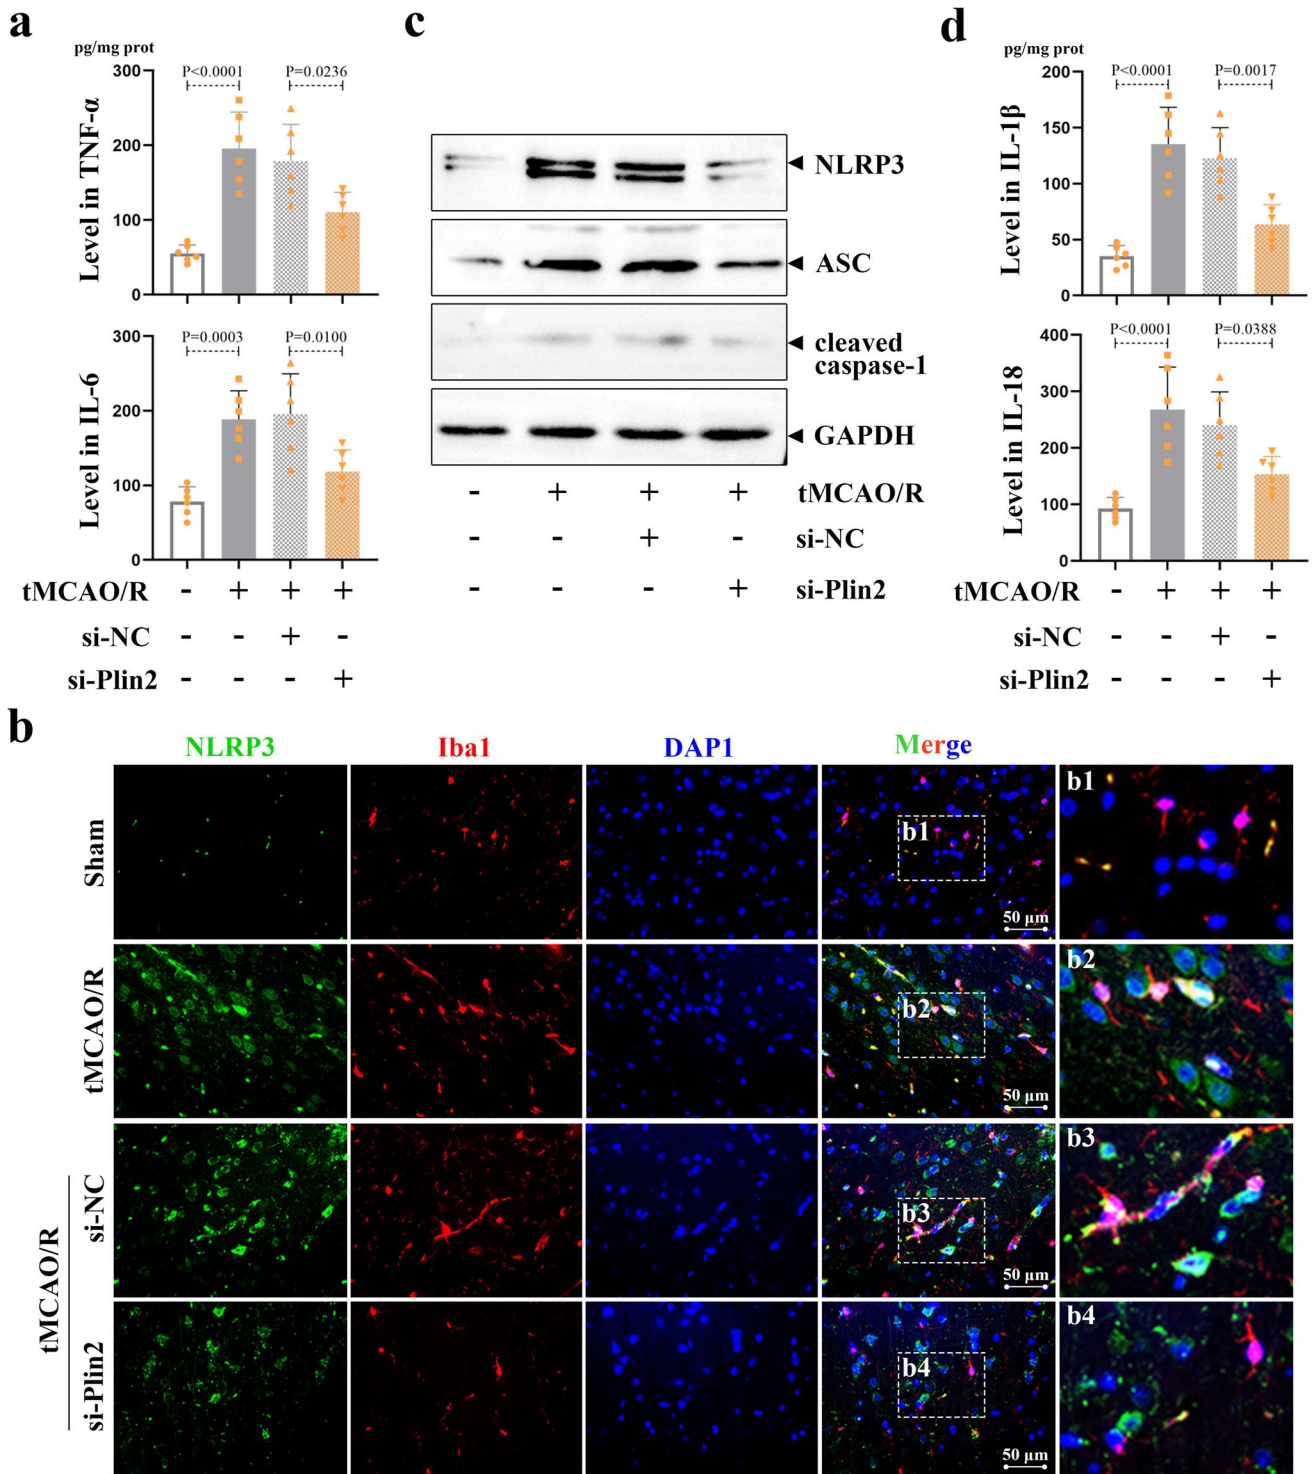 a
pg/mg prot
Level in TNF-α
300
200
100
0
P<0.0001
P=0.0236
Level in IL-6
300
200
100
0
P=0.0003
P=0.0100
tMCAO/R - + + +
si-NC - - + -
si-Plin2 - - - +
c
NLRP3
ASC
cleaved
caspase-1
GAPDH
- + + + tMCAO/R
- - + - si-NC
- - - + si-Plin2
d
pg/mg prot
Level in IL-1β
200
150
100
50
0
P<0.0001
P=0.0017
Level in IL-18
400
300
200
100
0
P<0.0001
P=0.0388
tMCAO/R - + + +
si-NC - - + -
si-Plin2 - - - +
b
NLRP3 Iba1 DAP1 Merge
Sham
b1
50 μm
b1
tMCAO/R
b2
50 μm
b2
tMCAO/R
si-NC
b3
50 μm
b3
si-Plin2
b4
50 μm
b4